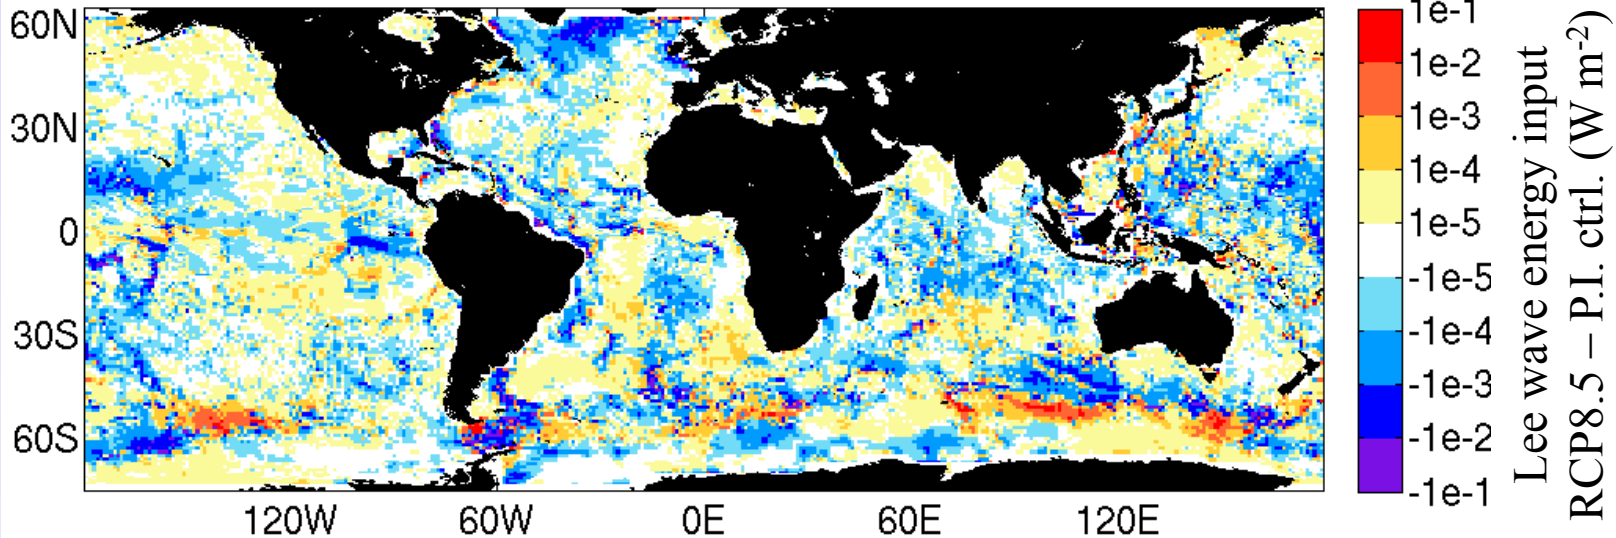 60N
30N
0
30S
60S
120W
60W
0E
60E
120E
1e-1
1e-2
1e-3
1e-4
1e-5
-1e-5
-1e-4
-1e-3
-1e-2
-1e-1
Lee wave energy input
RCP8.5 – P.I. ctrl. (W m-2)